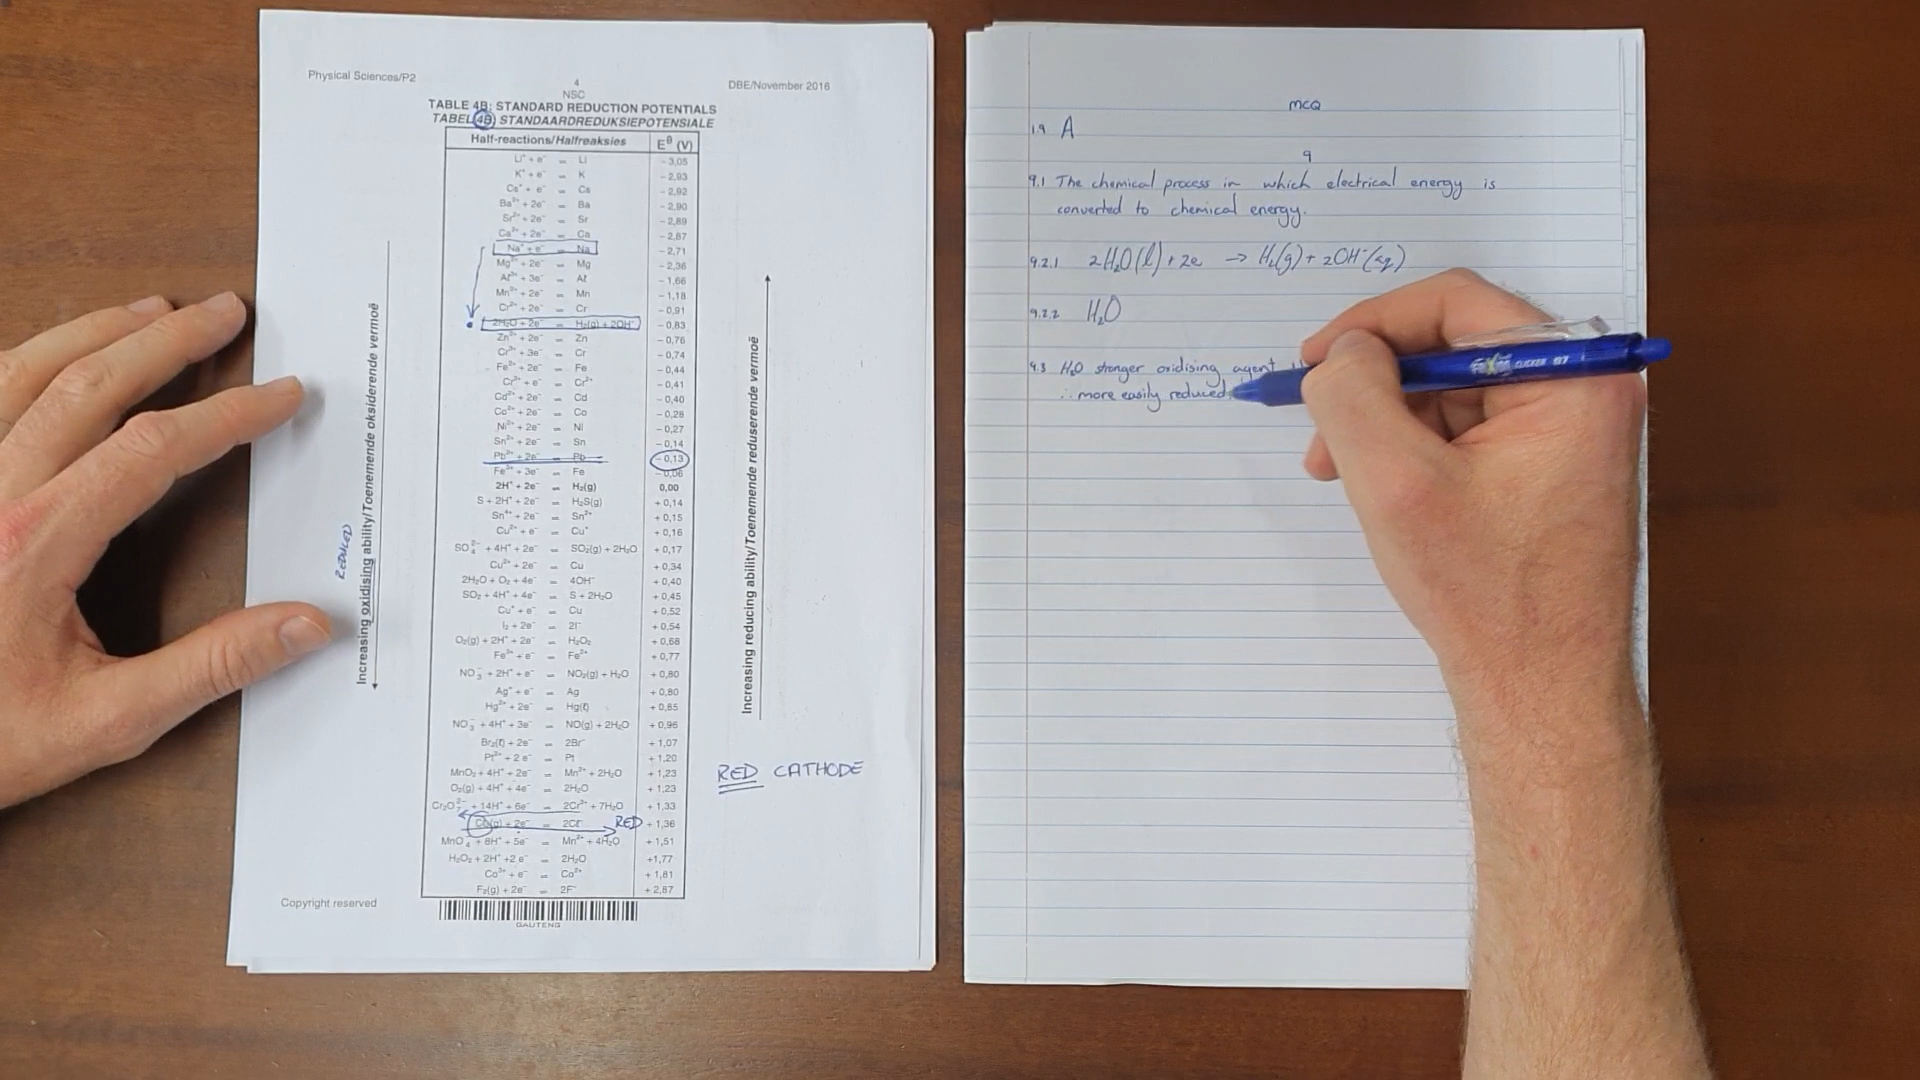 Physical Sciences/P2
4
NSC
DBE/November 2016
TABLE 4B: STANDARD REDUCTION POTENTIALS
TABEL 4B: STANDAARDREDUKSIEPOTENSIALE
Half-reactions/Halfreaksies E⁰ (V)
Li⁺ + e⁻ = Li − 3,05
K⁺ + e⁻ = K − 2,93
Cs⁺ + e⁻ = Cs − 2,92
Ba²⁺ + 2e⁻ = Ba − 2,90
Sr²⁺ + 2e⁻ = Sr − 2,89
Ca²⁺ + 2e⁻ = Ca − 2,87
Na⁺ + e⁻ = Na − 2,71
Mg²⁺ + 2e⁻ = Mg − 2,36
Aℓ³⁺ + 3e⁻ = Aℓ − 1,66
Mn²⁺ + 2e⁻ = Mn − 1,18
Cr²⁺ + 2e⁻ = Cr − 0,91
2H₂O + 2e⁻ = H₂(g) + 2OH⁻ − 0,83
Zn²⁺ + 2e⁻ = Zn − 0,76
Cr³⁺ + 3e⁻ = Cr − 0,74
Fe²⁺ + 2e⁻ = Fe − 0,44
Cr³⁺ + e⁻ = Cr²⁺ − 0,41
Cd²⁺ + 2e⁻ = Cd − 0,40
Co²⁺ + 2e⁻ = Co − 0,28
Ni²⁺ + 2e⁻ = Ni − 0,27
Sn²⁺ + 2e⁻ = Sn − 0,14
Pb²⁺ + 2e⁻ = Pb − 0,13
Fe³⁺ + 3e⁻ = Fe − 0,06
2H⁺ + 2e⁻ = H₂(g) 0,00
S + 2H⁺ + 2e⁻ = H₂S(g) + 0,14
Sn⁴⁺ + 2e⁻ = Sn²⁺ + 0,15
Cu²⁺ + e⁻ = Cu⁺ + 0,16
SO₄²⁻ + 4H⁺ + 2e⁻ = SO₂(g) + 2H₂O + 0,17
Cu²⁺ + 2e⁻ = Cu + 0,34
2H₂O + O₂ + 4e⁻ = 4OH⁻ + 0,40
SO₂ + 4H⁺ + 4e⁻ = S + 2H₂O + 0,45
Cu⁺ + e⁻ = Cu + 0,52
I₂ + 2e⁻ = 2I⁻ + 0,54
O₂(g) + 2H⁺ + 2e⁻ = H₂O₂ + 0,68
Fe³⁺ + e⁻ = Fe²⁺ + 0,77
NO₃⁻ + 2H⁺ + e⁻ = NO₂(g) + H₂O + 0,80
Ag⁺ + e⁻ = Ag + 0,80
Hg²⁺ + 2e⁻ = Hg(ℓ) + 0,85
NO₃⁻ + 4H⁺ + 3e⁻ = NO(g) + 2H₂O + 0,96
Br₂(ℓ) + 2e⁻ = 2Br⁻ + 1,07
Pt²⁺ + 2 e⁻ = Pt + 1,20
MnO₂ + 4H⁺ + 2e⁻ = Mn²⁺ + 2H₂O + 1,23
O₂(g) + 4H⁺ + 4e⁻ = 2H₂O + 1,23
Cr₂O₇²⁻ + 14H⁺ + 6e⁻ = 2Cr³⁺ + 7H₂O + 1,33
Cℓ₂(g) + 2e⁻ = 2Cℓ⁻ RED + 1,36
MnO₄⁻ + 8H⁺ + 5e⁻ = Mn²⁺ + 4H₂O + 1,51
H₂O₂ + 2H⁺ +2 e⁻ = 2H₂O +1,77
Co³⁺ + e⁻ = Co²⁺ + 1,81
F₂(g) + 2e⁻ = 2F⁻ + 2,87
Increasing oxidising ability/Toenemende oksiderende vermoë
REDUCED
Increasing reducing ability/Toenemende reduserende vermoë
RED CATHODE
Copyright reserved
GAUTENG
MCQ
1.9 A
9
9.1 The chemical process in which electrical energy is
converted to chemical energy.
9.2.1 2H₂O(l) + 2e → H₂(g) + 2OH⁻(aq)
9.2.2 H₂O
9.3 H₂O stronger oxidising agent
∴ more easily reduced.
CLICKER 07